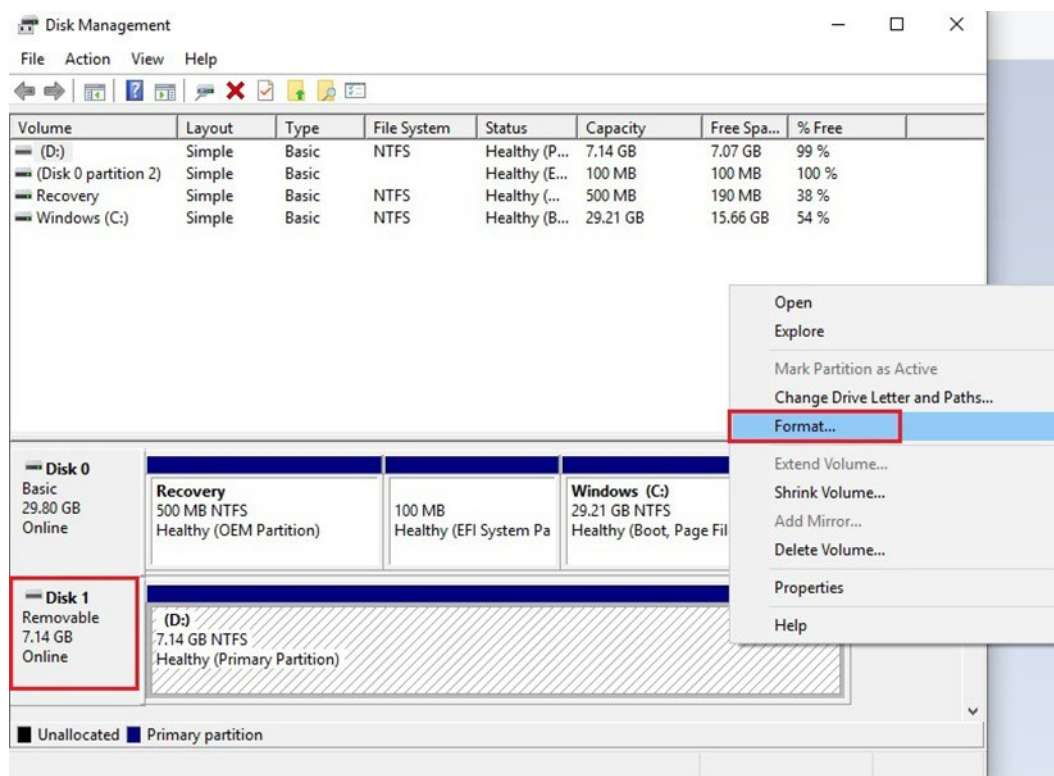 Disk Management
File Action View Help
Volume Layout Type File System Status Capacity Free Spa... % Free
(D:) Simple Basic NTFS Healthy (P... 7.14 GB 7.07 GB 99 %
(Disk 0 partition 2) Simple Basic Healthy (E... 100 MB 100 MB 100 %
Recovery Simple Basic NTFS Healthy (... 500 MB 190 MB 38 %
Windows (C:) Simple Basic NTFS Healthy (B... 29.21 GB 15.66 GB 54 %
Open
Explore
Mark Partition as Active
Change Drive Letter and Paths...
Format...
Extend Volume...
Shrink Volume...
Add Mirror...
Delete Volume...
Properties
Help
Disk 0
Basic
29.80 GB
Online
Recovery
500 MB NTFS
Healthy (OEM Partition)
100 MB
Healthy (EFI System Pa
Windows (C:)
29.21 GB NTFS
Healthy (Boot, Page Fil
Disk 1
Removable
7.14 GB
Online
(D:)
7.14 GB NTFS
Healthy (Primary Partition)
Unallocated Primary partition